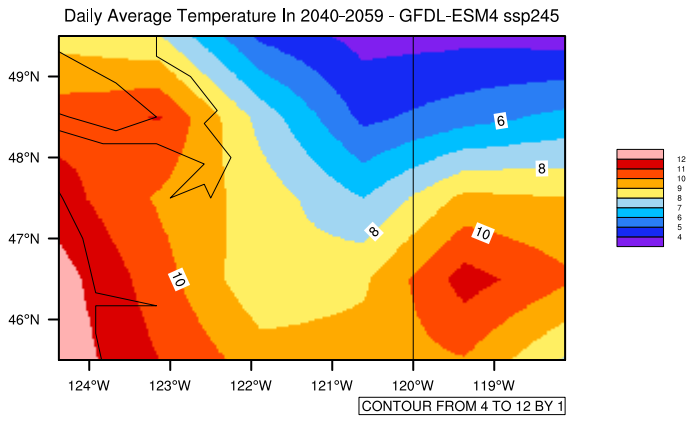 Daily Average Temperature In 2040-2059 - GFDL-ESM4 ssp245
49°N
48°N
47°N
46°N
6
8
8
10
10
12
11
10
9
8
7
6
5
4
124°W 123°W 122°W 121°W 120°W 119°W
CONTOUR FROM 4 TO 12 BY 1